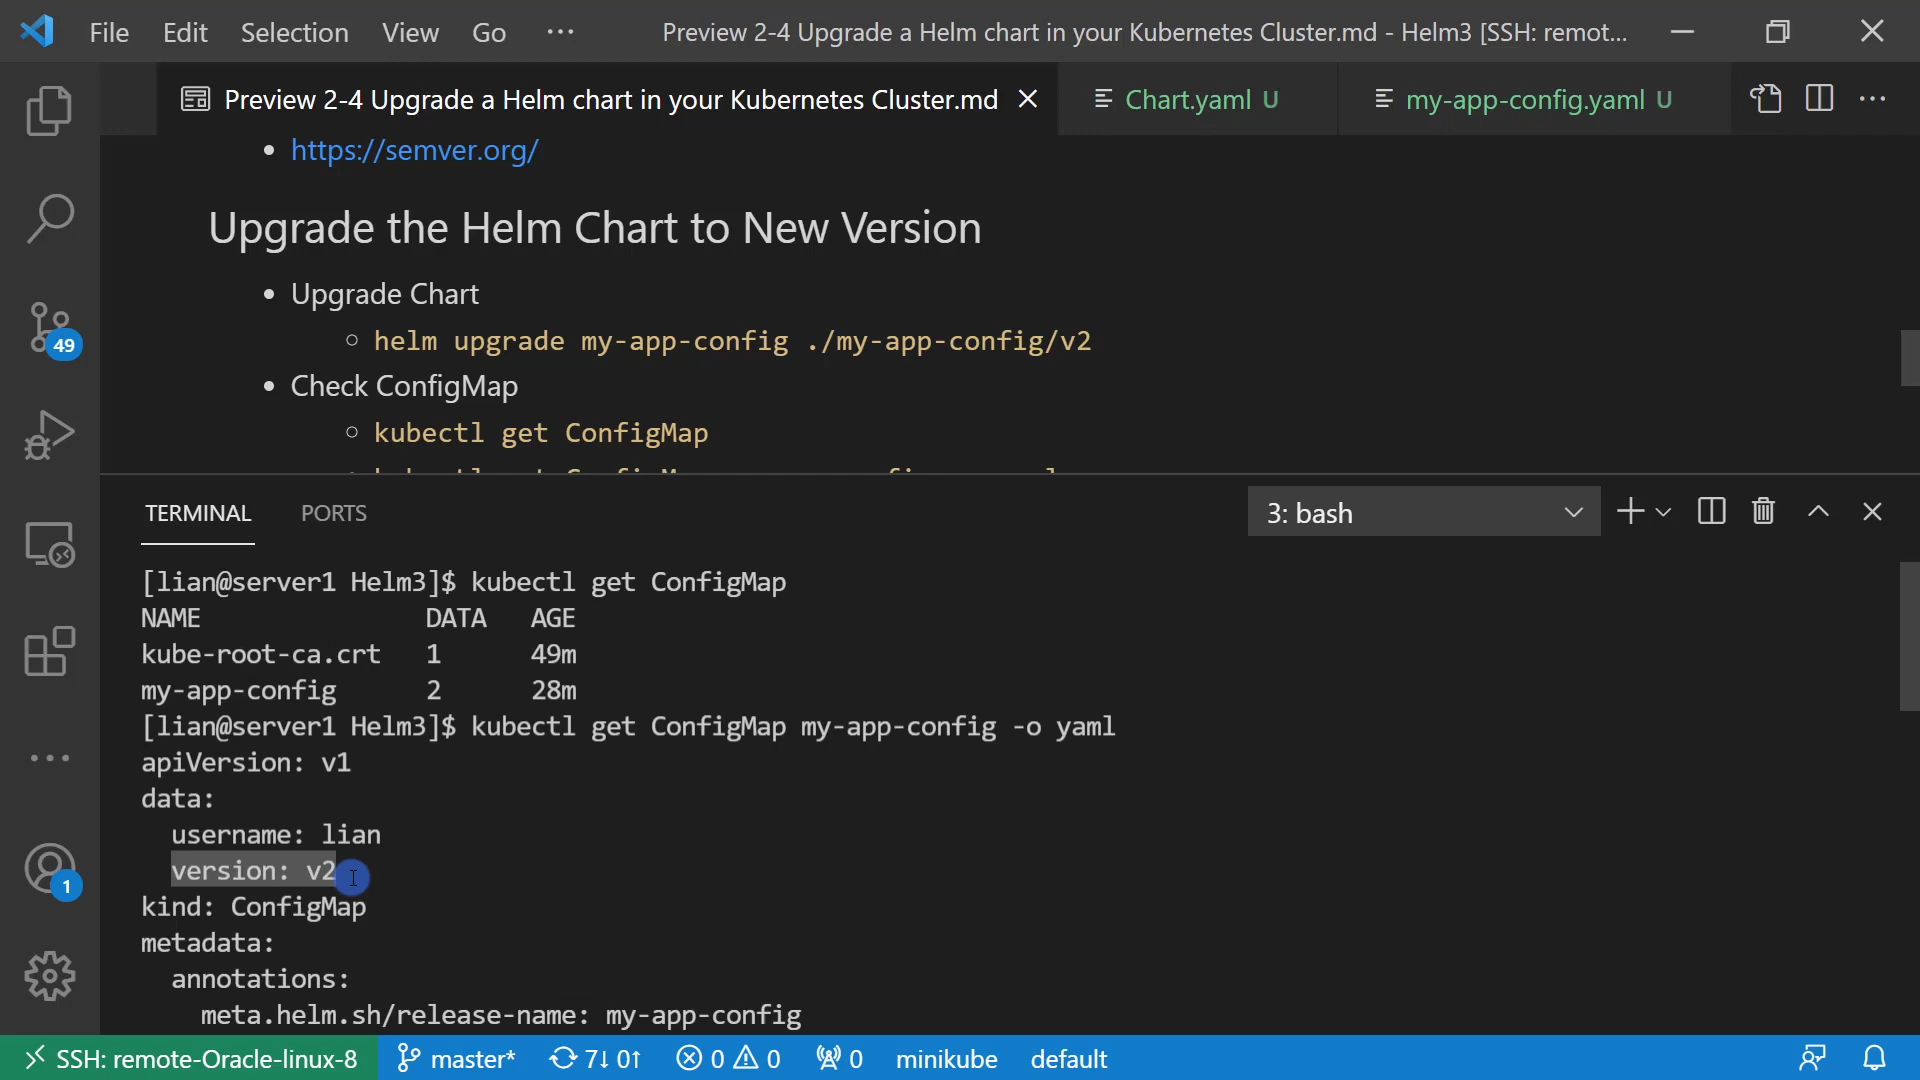 File Edit Selection View Go ··· Preview 2-4 Upgrade a Helm chart in your Kubernetes Cluster.md - Helm3 [SSH: remot...
Preview 2-4 Upgrade a Helm chart in your Kubernetes Cluster.md
Chart.yaml U
my-app-config.yaml U
https://semver.org/
Upgrade the Helm Chart to New Version
Upgrade Chart
helm upgrade my-app-config ./my-app-config/v2
Check ConfigMap
kubectl get ConfigMap
49
TERMINAL PORTS 3: bash
[lian@server1 Helm3]$ kubectl get ConfigMap
NAME DATA AGE
kube-root-ca.crt 1 49m
my-app-config 2 28m
[lian@server1 Helm3]$ kubectl get ConfigMap my-app-config -o yaml
apiVersion: v1
data:
username: lian
version: v2
kind: ConfigMap
metadata:
annotations:
meta.helm.sh/release-name: my-app-config
1
SSH: remote-Oracle-linux-8 master* 7↓ 0↑ 0 0 0 minikube default